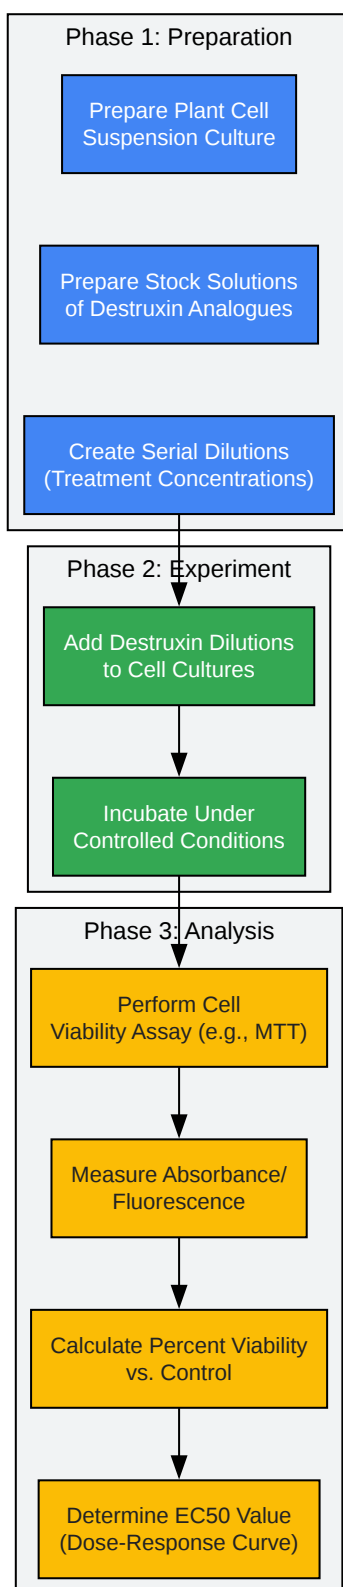 Phase 1: Preparation
Prepare Plant Cell
Suspension Culture
Prepare Stock Solutions
of Destruxin Analogues
Create Serial Dilutions
(Treatment Concentrations)
Phase 2: Experiment
Add Destruxin Dilutions
to Cell Cultures
Incubate Under
Controlled Conditions
Phase 3: Analysis
Perform Cell
Viability Assay (e.g., MTT)
Measure Absorbance/
Fluorescence
Calculate Percent Viability
vs. Control
Determine EC50 Value
(Dose-Response Curve)